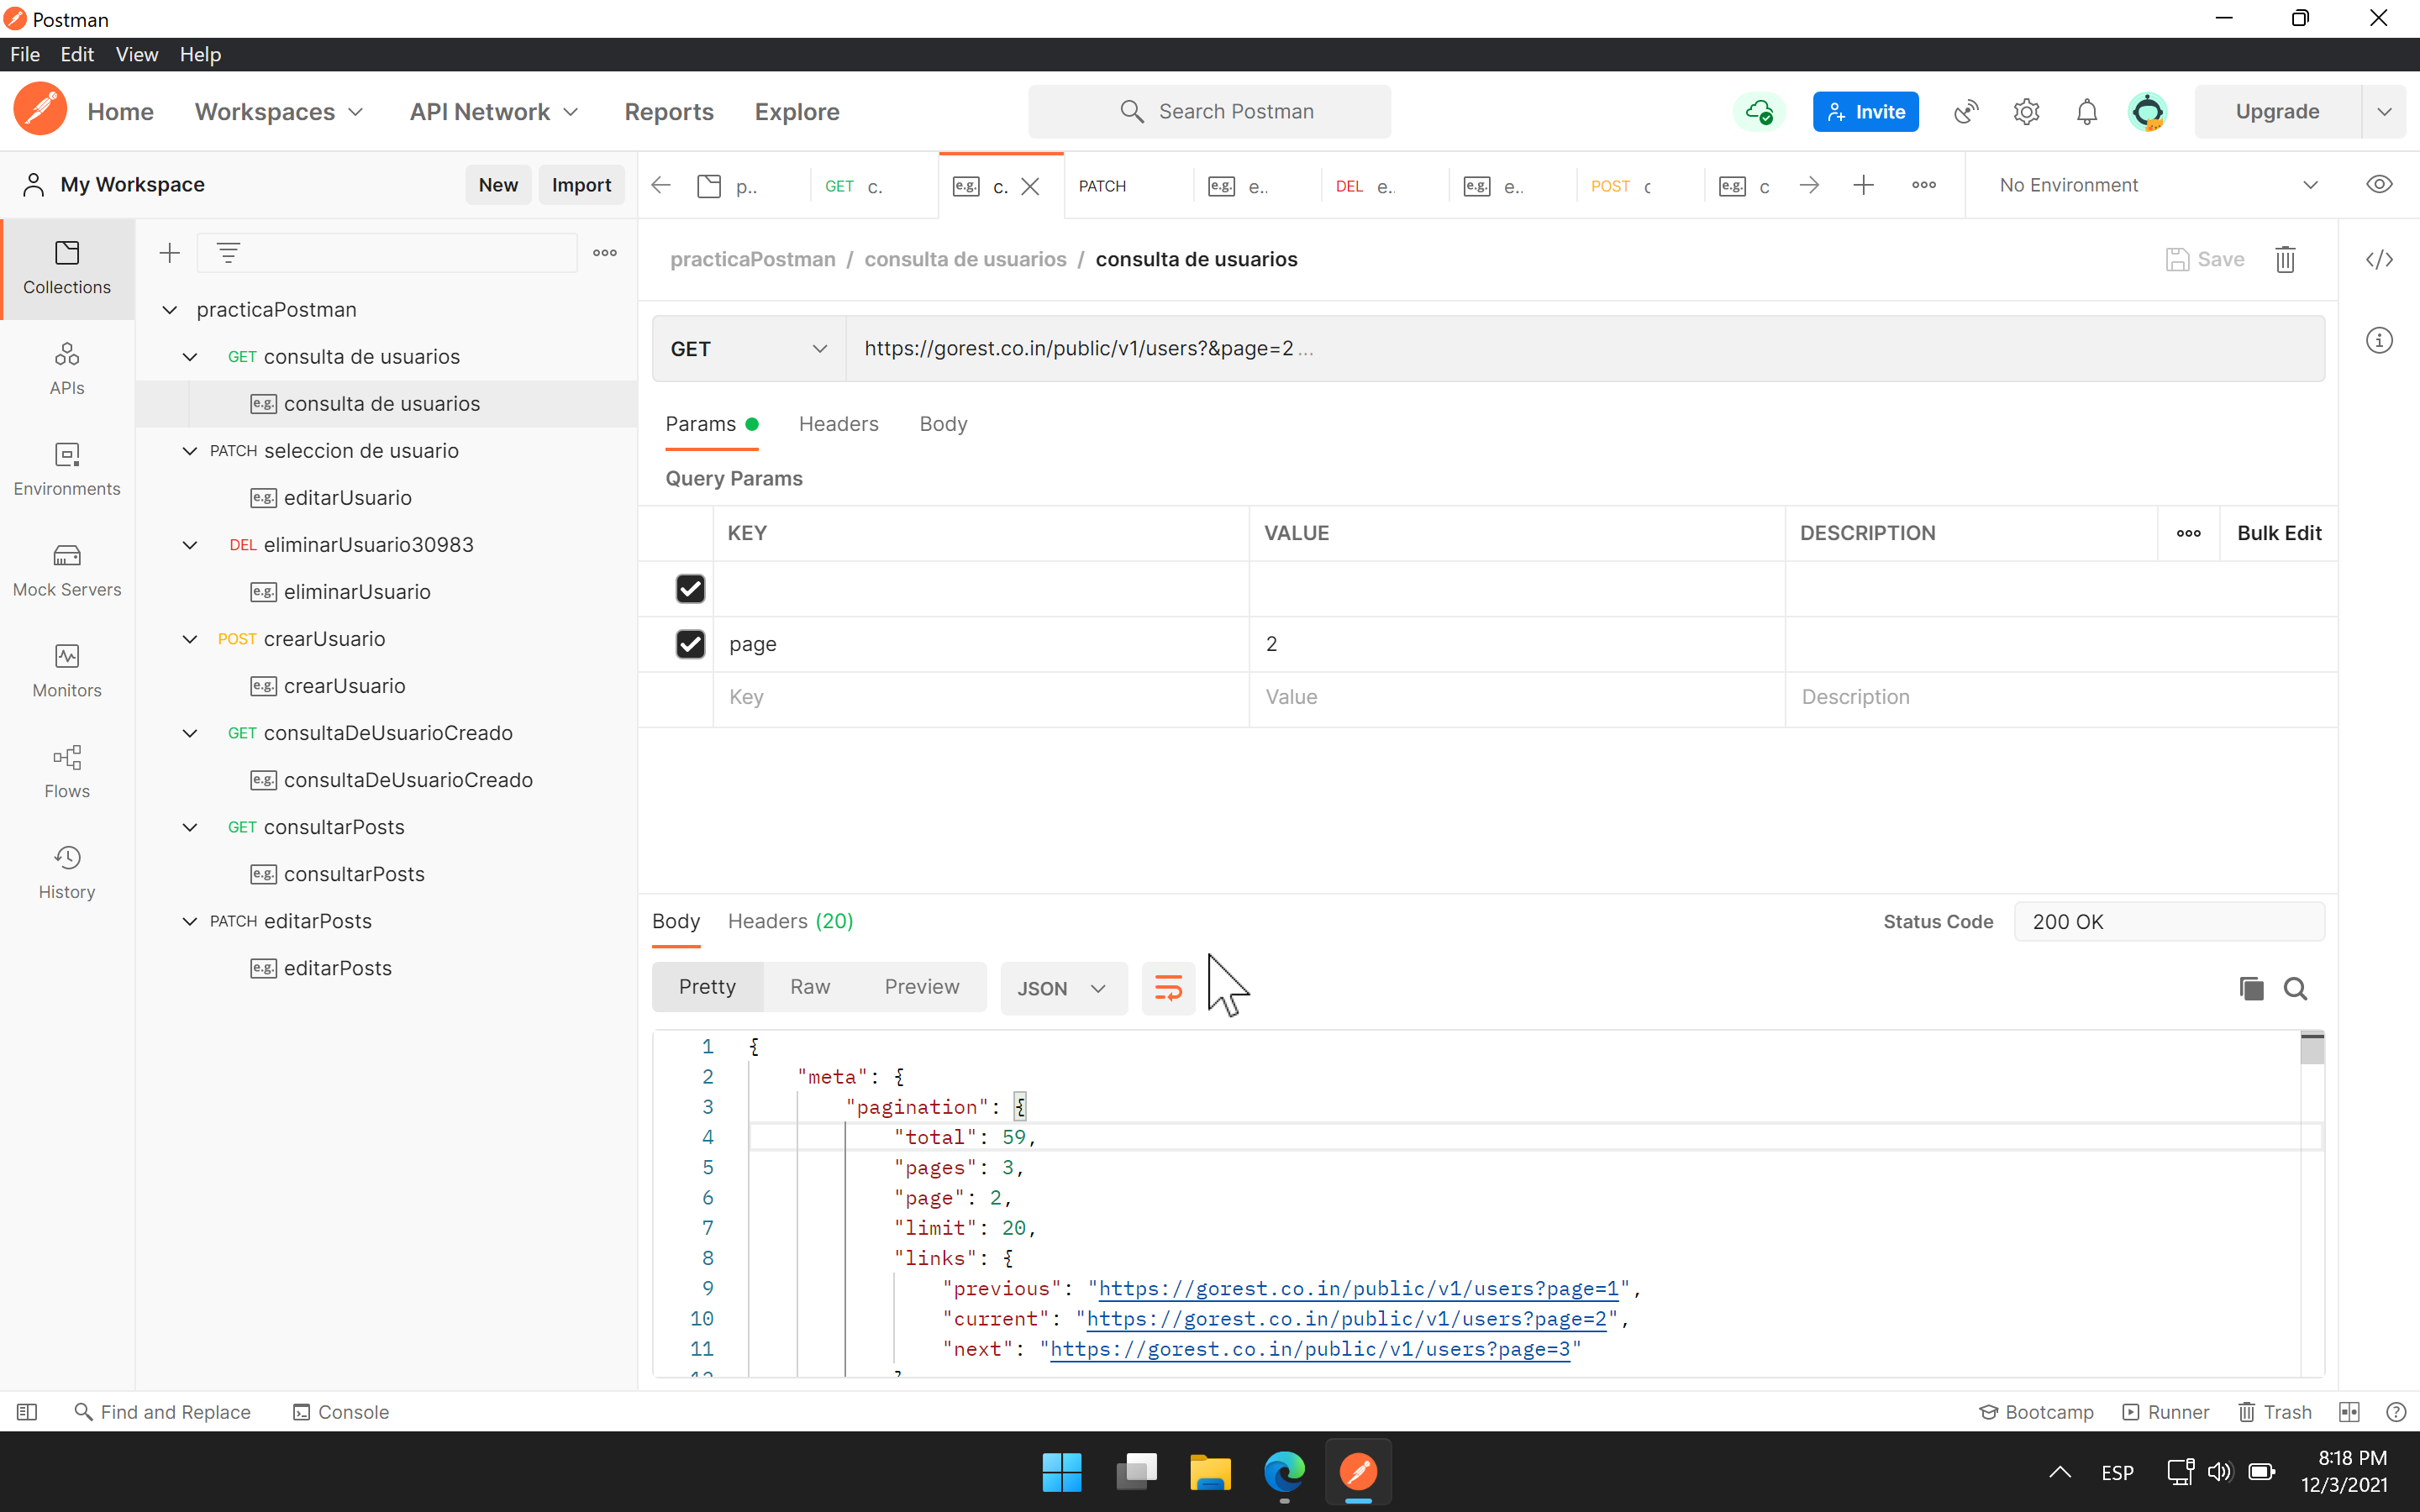 Postman
File Edit View Help
Home Workspaces API Network Reports Explore Search Postman Invite Upgrade
My Workspace New Import p.. GET c. e.g. c. PATCH e.g. e.. DEL e.. e.g. e.. POST c e.g. c No Environment
Collections
APIs
Environments
Mock Servers
Monitors
Flows
History
practicaPostman
GET consulta de usuarios
e.g. consulta de usuarios
PATCH seleccion de usuario
e.g. editarUsuario
DEL eliminarUsuario30983
e.g. eliminarUsuario
POST crearUsuario
e.g. crearUsuario
GET consultaDeUsuarioCreado
e.g. consultaDeUsuarioCreado
GET consultarPosts
e.g. consultarPosts
PATCH editarPosts
e.g. editarPosts
practicaPostman / consulta de usuarios / consulta de usuarios Save </>
GET https://gorest.co.in/public/v1/users?&page=2 ...
Params Headers Body
Query Params
KEY VALUE DESCRIPTION Bulk Edit
page 2
Key Value Description
Body Headers (20) Status Code 200 OK
Pretty Raw Preview JSON
1 {
2 "meta": {
3 "pagination": {
4 "total": 59,
5 "pages": 3,
6 "page": 2,
7 "limit": 20,
8 "links": {
9 "previous": "https://gorest.co.in/public/v1/users?page=1",
10 "current": "https://gorest.co.in/public/v1/users?page=2",
11 "next": "https://gorest.co.in/public/v1/users?page=3"
Find and Replace Console Bootcamp Runner Trash
ESP 8:18 PM
12/3/2021